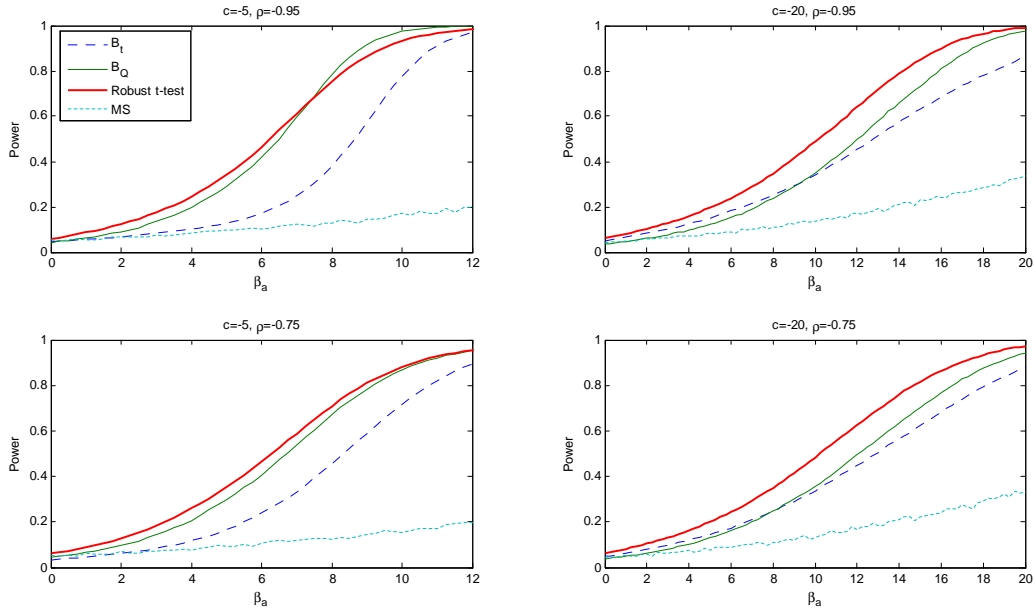 c=-5, ρ=-0.95
1
0.8
0.6
0.4
0.2
0
Power
B_t
B_Q
Robust t-test
MS
0 2 4 6 8 10 12
β_a
c=-20, ρ=-0.95
1
0.8
0.6
0.4
0.2
0
Power
0 2 4 6 8 10 12 14 16 18 20
β_a
c=-5, ρ=-0.75
1
0.8
0.6
0.4
0.2
0
Power
0 2 4 6 8 10 12
β_a
c=-20, ρ=-0.75
1
0.8
0.6
0.4
0.2
0
Power
0 2 4 6 8 10 12 14 16 18 20
β_a